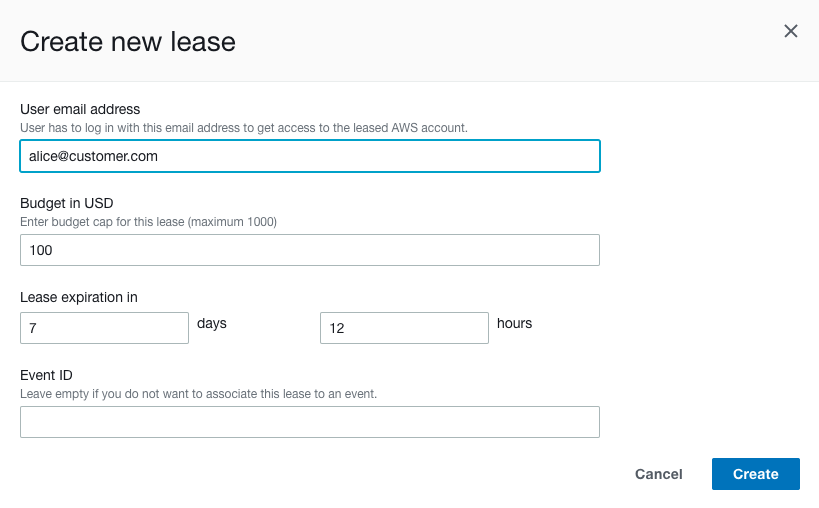 Create new lease
User email address
User has to log in with this email address to get access to the leased AWS account.
alice@customer.com
Budget in USD
Enter budget cap for this lease (maximum 1000)
100
Lease expiration in
7 days 12 hours
Event ID
Leave empty if you do not want to associate this lease to an event.
Cancel Create